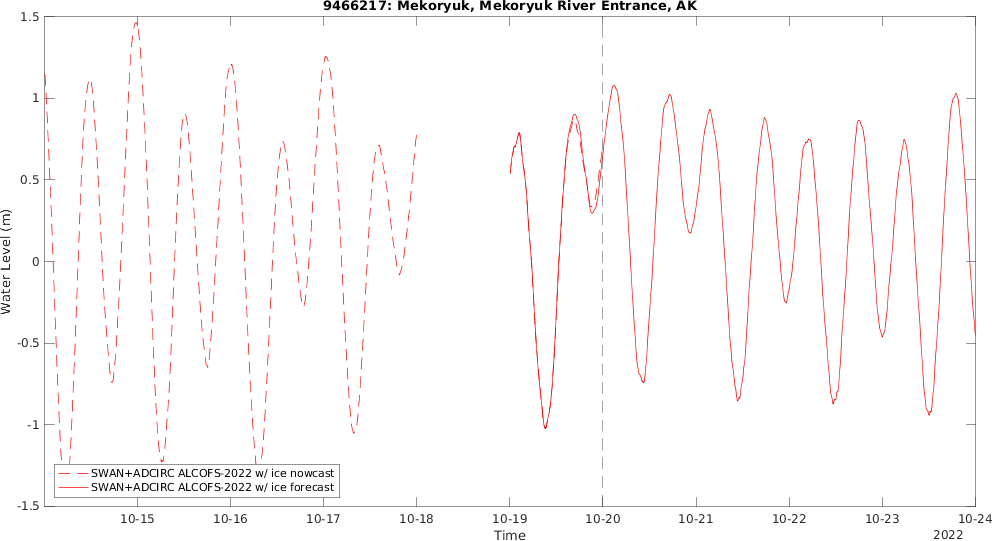 9466217: Mekoryuk, Mekoryuk River Entrance, AK
Water Level (m)
1.5
1
0.5
0
-0.5
-1
-1.5
SWAN+ADCIRC ALCOFS-2022 w/ ice nowcast
SWAN+ADCIRC ALCOFS-2022 w/ ice forecast
10-15 10-16 10-17 10-18 10-19 10-20 10-21 10-22 10-23 10-24
Time
2022